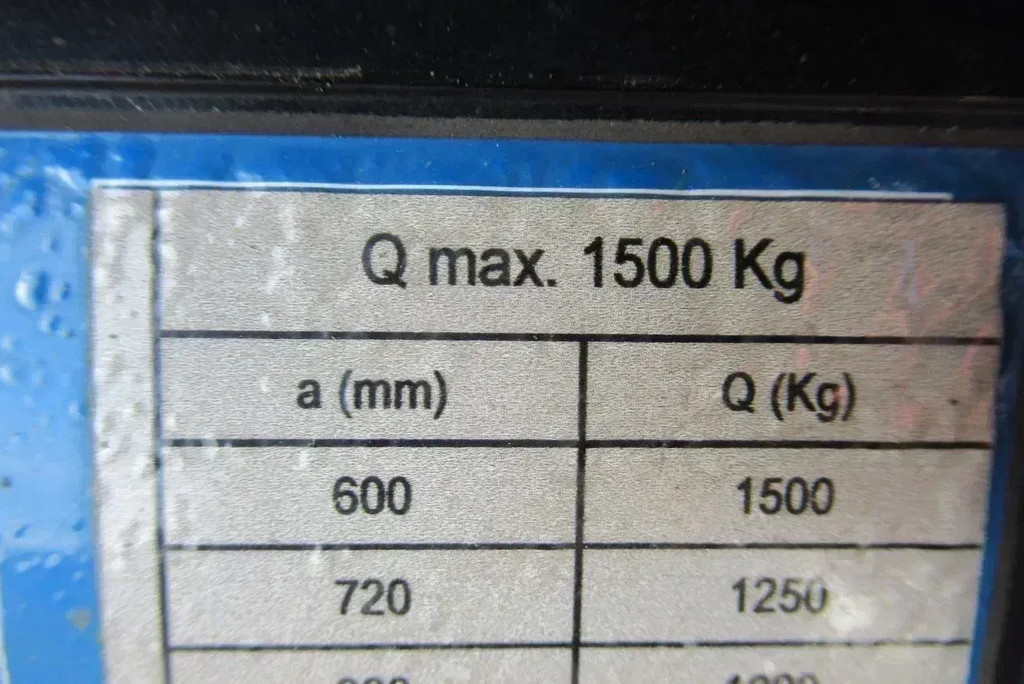 Q max. 1500 Kg
a (mm) Q (Kg)
600 1500
720 1250